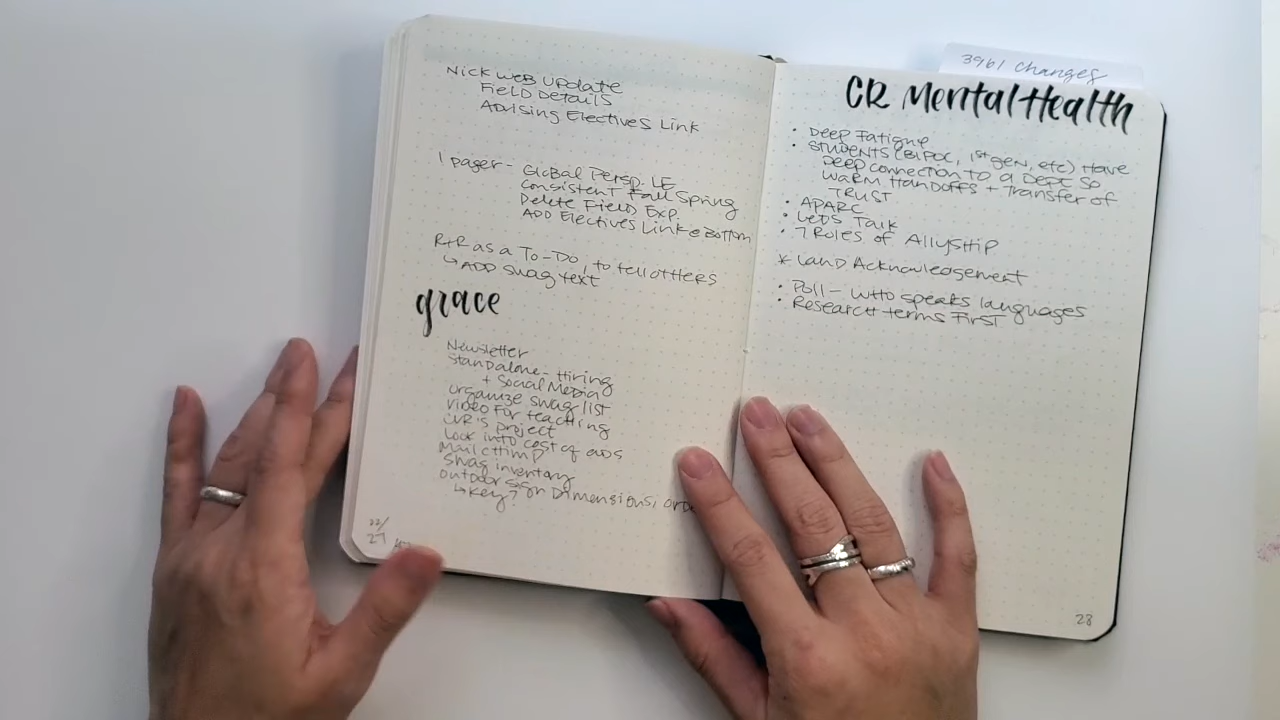 Nick Web Update
Field Details
Advising Electives Link
1 pager - Global Persp. LE
Consistent Fall Spring
Delete Field Exp.
ADD Electives Link @ Bottom
R+R as a To-Do, to tell others
↳ ADD Swag text
grace
Newsletter
Standalone - Hiring
+ Social Media
organize swag list
Video for teaching
project
Look into cost of
Mailchimp
Swag inventory
outdoor sign Dimensions,
↳ Key?
22/
27
3961 Changes
CR Mental Health
• Deep Fatigue
• Students (BIPOC, 1st gen, etc) Have
Deep connection to a Dept so
warm Handoffs + Transfer of
TRUST
• APARC
• Let's Talk
• 7 Roles of Allyship
* Land Acknowledgement
• Poll - Who speaks languages
• Research terms First
28